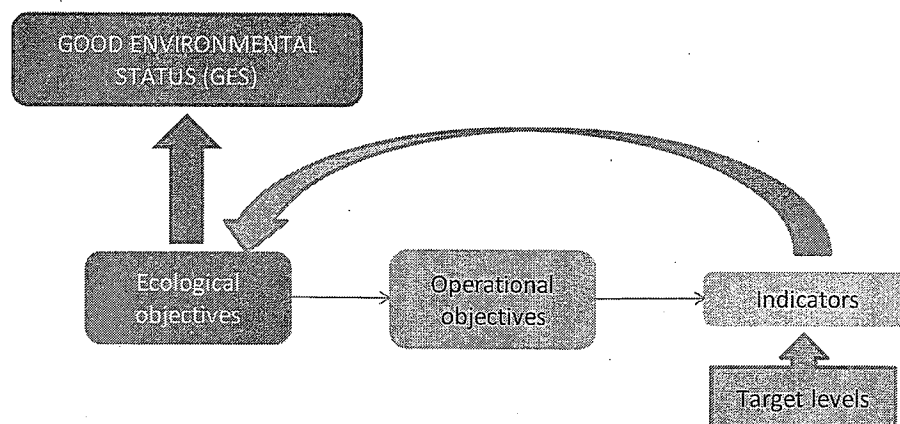 GOOD ENVIRONMENTAL
STATUS (GES)
Ecological
objectives
Operational
objectives
Indicators
Target levels